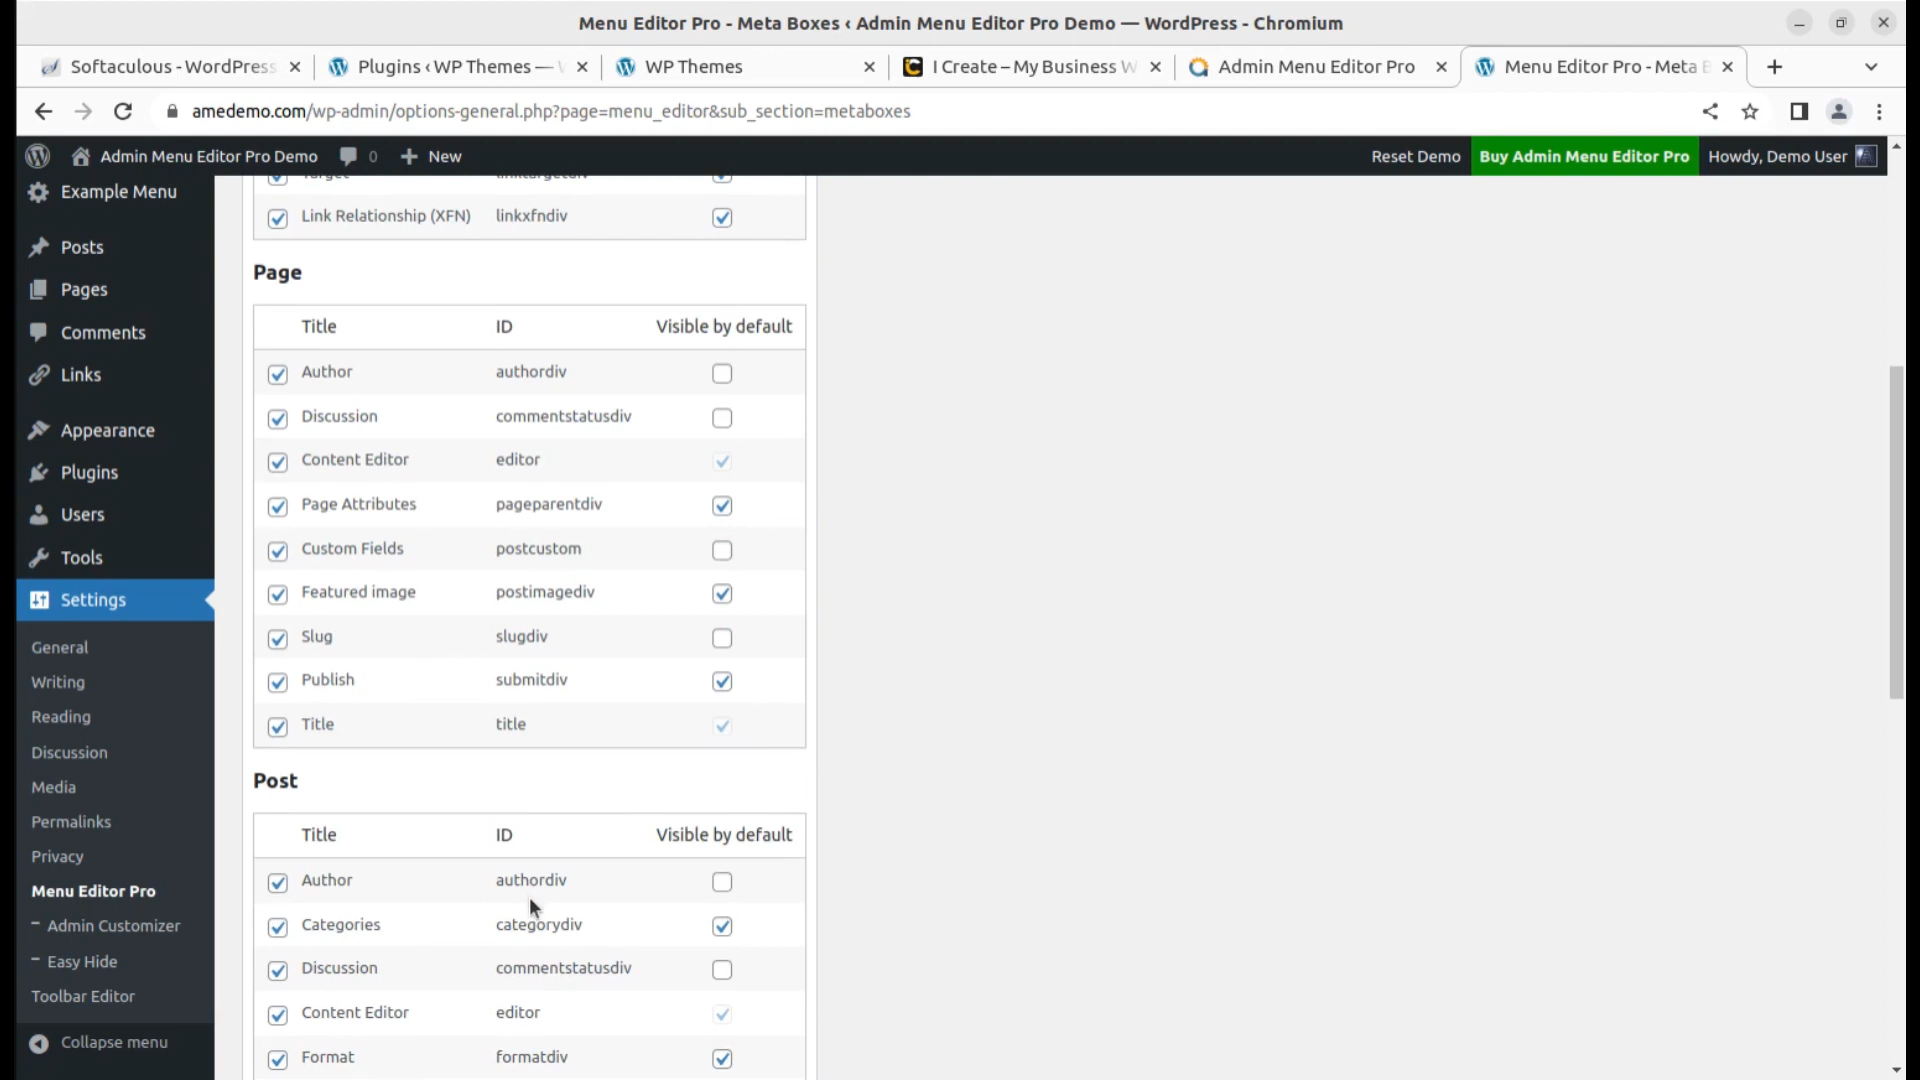 Menu Editor Pro - Meta Boxes ‹ Admin Menu Editor Pro Demo — WordPress - Chromium
Softaculous - WordPress
Plugins ‹ WP Themes —
WP Themes
I Create – My Business W
Admin Menu Editor Pro
Menu Editor Pro - Meta B
amedemo.com/wp-admin/options-general.php?page=menu_editor&sub_section=metaboxes
Admin Menu Editor Pro Demo
0
New
Reset Demo
Buy Admin Menu Editor Pro
Howdy, Demo User
Example Menu
Posts
Pages
Comments
Links
Appearance
Plugins
Users
Tools
Settings
General
Writing
Reading
Discussion
Media
Permalinks
Privacy
Menu Editor Pro
– Admin Customizer
– Easy Hide
Toolbar Editor
Collapse menu
Target linktargetdiv
Link Relationship (XFN) linkxfndiv
Page
Title ID Visible by default
Author authordiv
Discussion commentstatusdiv
Content Editor editor
Page Attributes pageparentdiv
Custom Fields postcustom
Featured image postimagediv
Slug slugdiv
Publish submitdiv
Title title
Post
Title ID Visible by default
Author authordiv
Categories categorydiv
Discussion commentstatusdiv
Content Editor editor
Format formatdiv